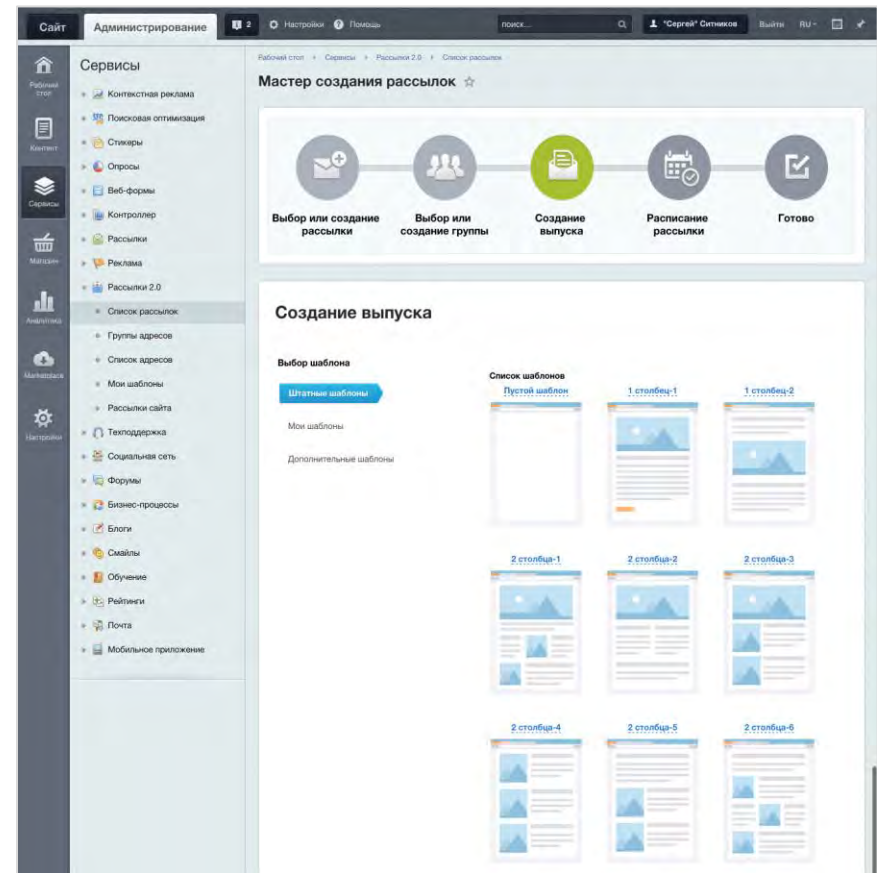 Сайт
Администрирование
2
Настройки
Помощь
поиск...
"Сергей" Ситников
Выйти
RU
Рабочий стол
Контент
Сервисы
Магазин
Аналитика
Marketplace
Настройки
Сервисы
Контекстная реклама
Поисковая оптимизация
Стикеры
Опросы
Веб-формы
Контроллер
Рассылки
Реклама
Рассылки 2.0
Список рассылок
Группы адресов
Список адресов
Мои шаблоны
Рассылки сайта
Техподдержка
Социальная сеть
Форумы
Бизнес-процессы
Блоги
Смайлы
Обучение
Рейтинги
Почта
Мобильное приложение
Рабочий стол Сервисы Рассылки 2.0 Список рассылок
Мастер создания рассылок
Выбор или создание
рассылки
Выбор или
создание группы
Создание
выпуска
Расписание
рассылки
Готово
Создание выпуска
Выбор шаблона
Штатные шаблоны
Мои шаблоны
Дополнительные шаблоны
Список шаблонов
Пустой шаблон
1 столбец-1
1 столбец-2
2 столбца-1
2 столбца-2
2 столбца-3
2 столбца-4
2 столбца-5
2 столбца-6